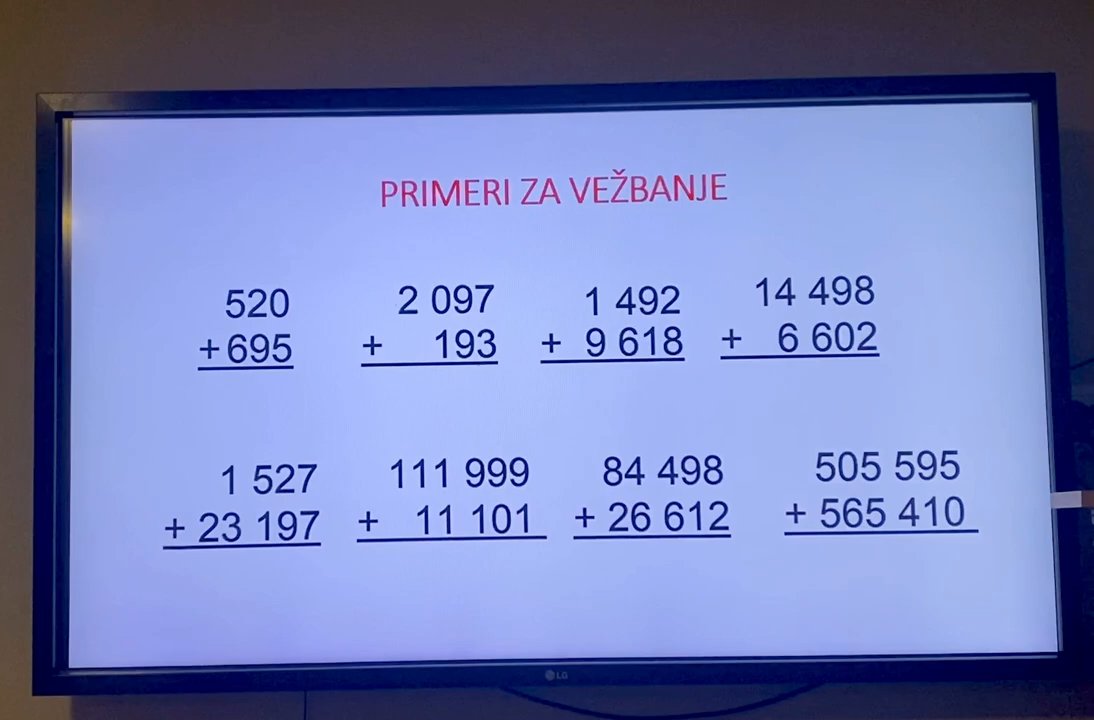 PRIMERI ZA VEŽBANJE
520 2 097 1 492 14 498
+695 + 193 + 9 618 + 6 602
1 527 111 999 84 498 505 595
+ 23 197 + 11 101 + 26 612 + 565 410
LG